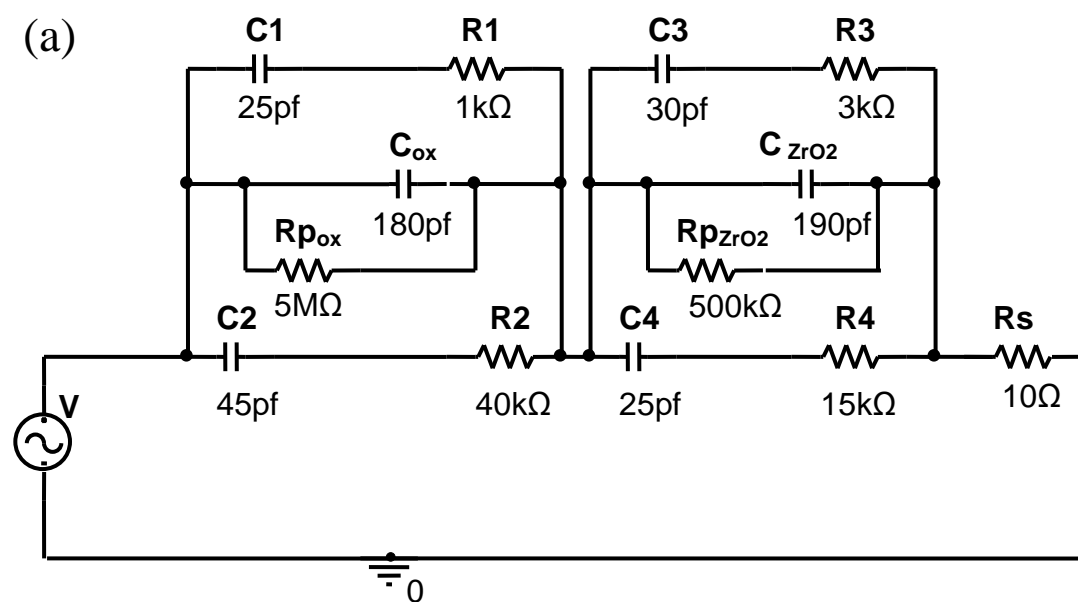 (a)
C1 R1 C3 R3
25pf 1kΩ 30pf 3kΩ
Cox C ZrO2
180pf 190pf
Rpox RpZrO2
5MΩ 500kΩ
C2 R2 C4 R4 Rs
45pf 40kΩ 25pf 15kΩ 10Ω
V
0